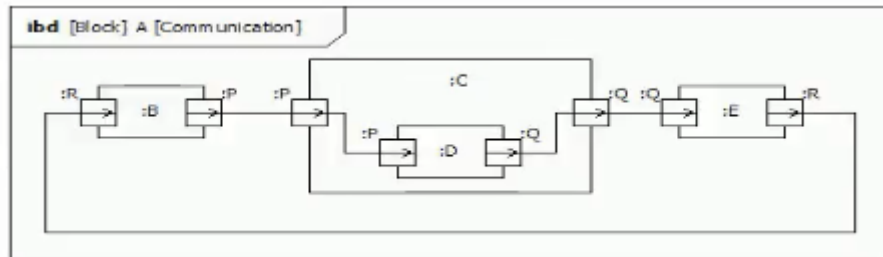 ibd [Block] A [Communication]
:C
:R :P :P :Q :Q :R
:B :E
:P :Q
:D